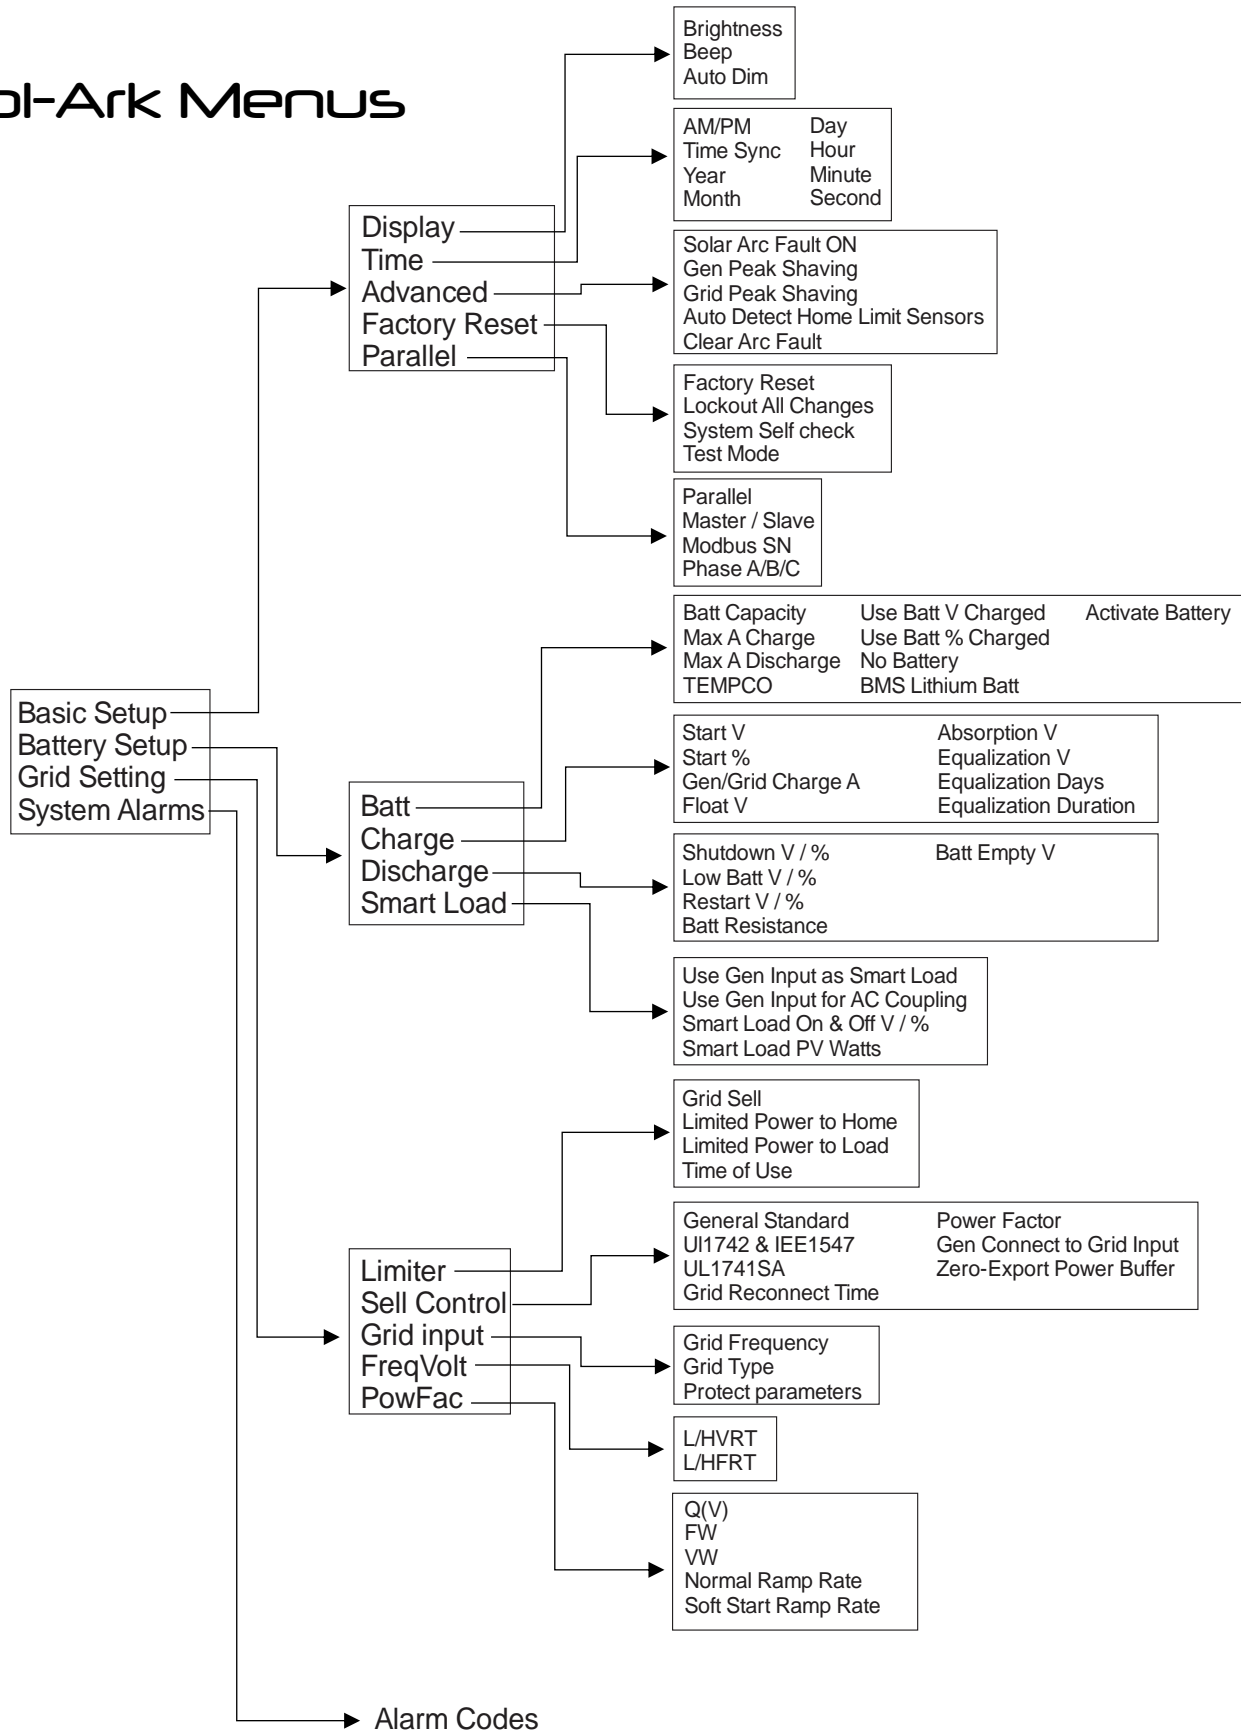 ol-Ark Menus
Basic Setup
Battery Setup
Grid Setting
System Alarms
Display
Time
Advanced
Factory Reset
Parallel
Brightness
Beep
Auto Dim
AM/PM Day
Time Sync Hour
Year Minute
Month Second
Solar Arc Fault ON
Gen Peak Shaving
Grid Peak Shaving
Auto Detect Home Limit Sensors
Clear Arc Fault
Factory Reset
Lockout All Changes
System Self check
Test Mode
Parallel
Master / Slave
Modbus SN
Phase A/B/C
Batt
Charge
Discharge
Smart Load
Batt Capacity Use Batt V Charged Activate Battery
Max A Charge Use Batt % Charged
Max A Discharge No Battery
TEMPCO BMS Lithium Batt
Start V Absorption V
Start % Equalization V
Gen/Grid Charge A Equalization Days
Float V Equalization Duration
Shutdown V / % Batt Empty V
Low Batt V / %
Restart V / %
Batt Resistance
Use Gen Input as Smart Load
Use Gen Input for AC Coupling
Smart Load On & Off V / %
Smart Load PV Watts
Limiter
Sell Control
Grid input
FreqVolt
PowFac
Grid Sell
Limited Power to Home
Limited Power to Load
Time of Use
General Standard Power Factor
Ul1742 & IEE1547 Gen Connect to Grid Input
UL1741SA Zero-Export Power Buffer
Grid Reconnect Time
Grid Frequency
Grid Type
Protect parameters
L/HVRT
L/HFRT
Q(V)
FW
VW
Normal Ramp Rate
Soft Start Ramp Rate
Alarm Codes